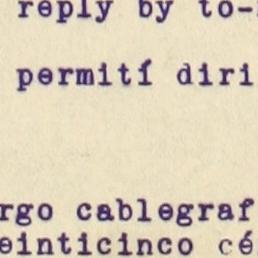 reply by to-
permití diri
rgo cablegraf
einticinco cé